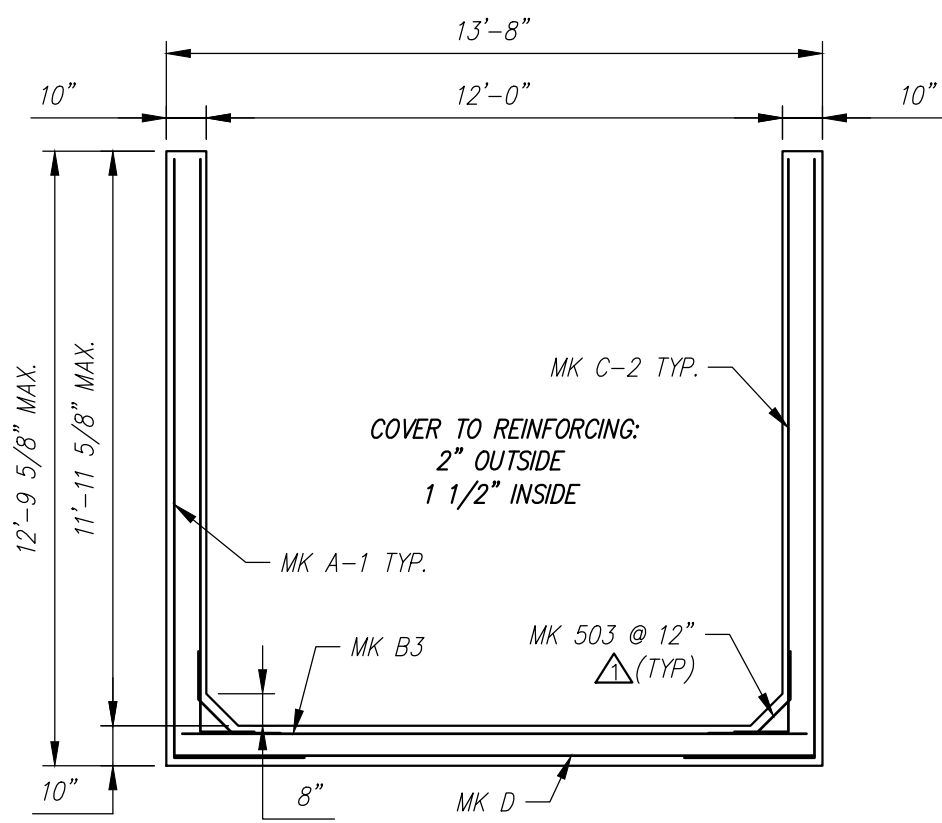 13'-8"
10"
12'-0"
10"
12'-9 5/8" MAX.
11'-11 5/8" MAX.
MK C-2 TYP.
COVER TO REINFORCING:
2" OUTSIDE
1 1/2" INSIDE
MK A-1 TYP.
MK B3
MK 503 @ 12"
1 (TYP)
10"
8"
MK D